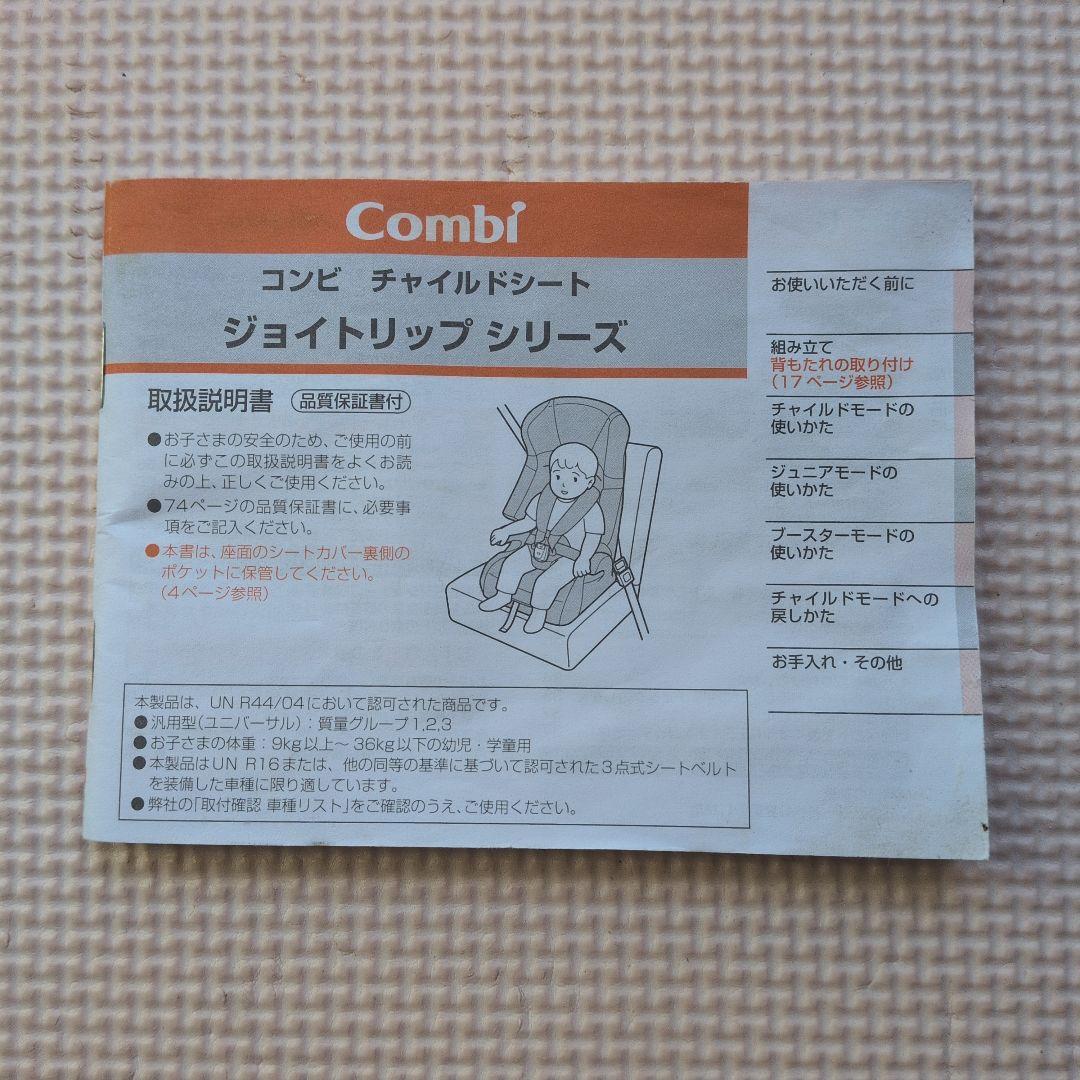 Combi
コンビ　チャイルドシート
ジョイトリップ シリーズ
取扱説明書 品質保証書付
●お子さまの安全のため、ご使用の前
に必ずこの取扱説明書をよくお読
みの上、正しくご使用ください。
●74ページの品質保証書に、必要事
項をご記入ください。
●本書は、座面のシートカバー裏側の
ポケットに保管してください。
(4ページ参照)
本製品は、UN R44/04において認可された商品です。
●汎用型(ユニバーサル)：質量グループ1,2,3
●お子さまの体重：9kg以上〜36kg以下の幼児・学童用
●本製品はUN R16または、他の同等の基準に基づいて認可された3点式シートベルト
を装備した車種に限り適しています。
●弊社の「取付確認 車種リスト」をご確認のうえ、ご使用ください。
お使いいただく前に
組み立て
背もたれの取り付け
(17ページ参照)
チャイルドモードの
使いかた
ジュニアモードの
使いかた
ブースターモードの
使いかた
チャイルドモードへの
戻しかた
お手入れ・その他